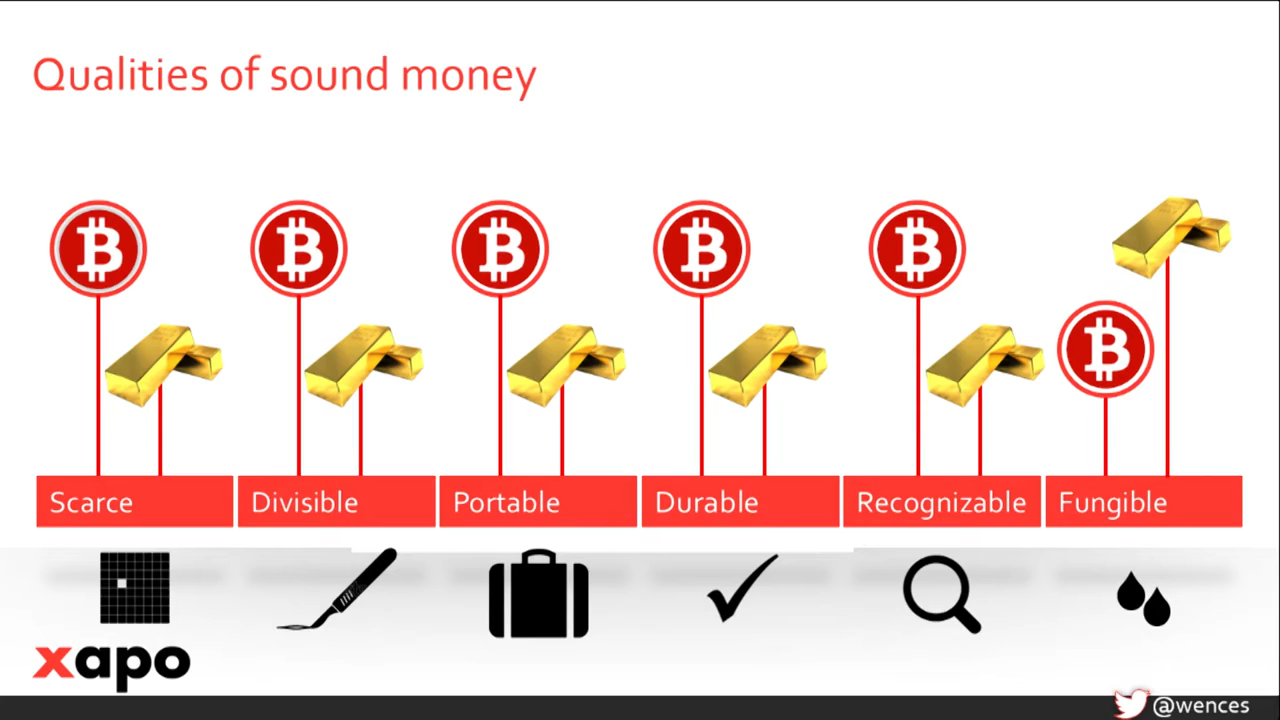 Qualities of sound money
Scarce
Divisible
Portable
Durable
Recognizable
Fungible
xapo
@wences